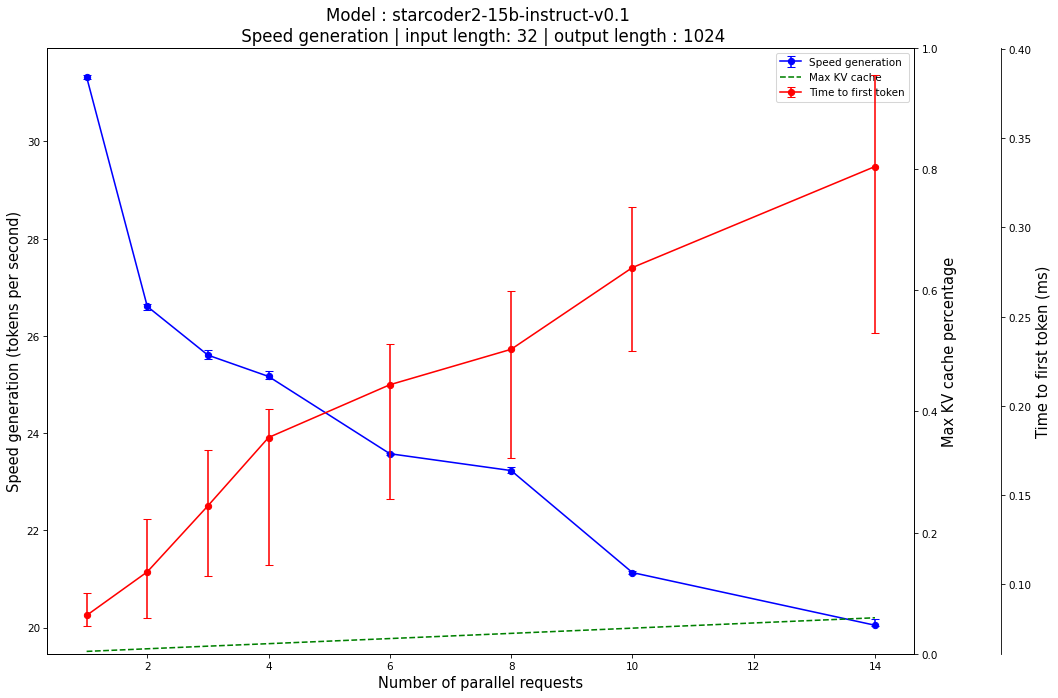 Model : starcoder2-15b-instruct-v0.1
Speed generation | input length: 32 | output length : 1024
Speed generation
Max KV cache
Time to first token
Speed generation (tokens per second)
30
28
26
24
22
20
2
4
6
8
10
12
14
Number of parallel requests
1.0
0.8
0.6
0.4
0.2
0.0
Max KV cache percentage
0.40
0.35
0.30
0.25
0.20
0.15
0.10
Time to first token (ms)